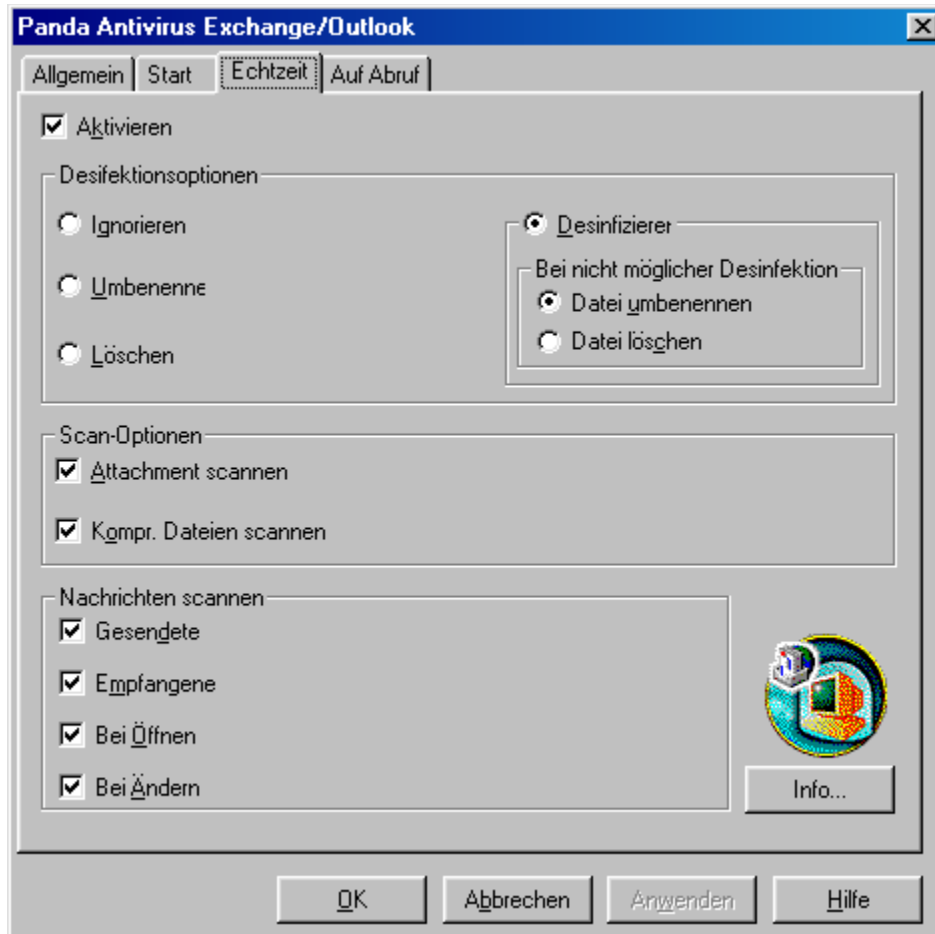 Panda Antivirus Exchange/Outlook
Allgemein Start Echtzeit Auf Abruf
Aktivieren
Desifektionsoptionen
Ignorieren
Desinfizierer
Umbenenne
Bei nicht möglicher Desinfektion
Datei umbenennen
Löschen
Datei löschen
Scan-Optionen
Attachment scannen
Kompr. Dateien scannen
Nachrichten scannen
Gesendete
Empfangene
Bei Öffnen
Bei Ändern
Info...
OK Abbrechen Anwenden Hilfe